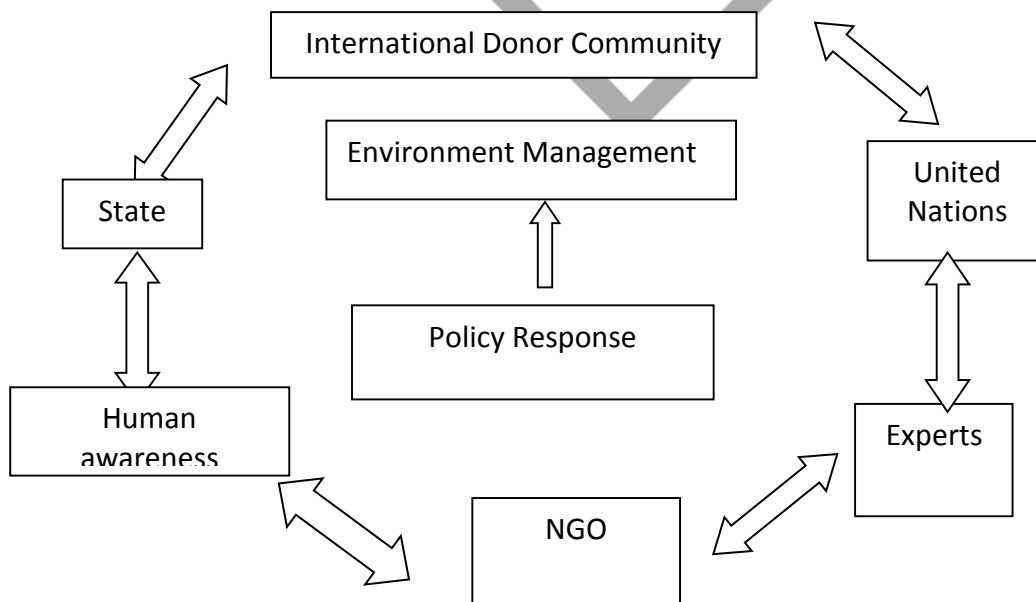 International Donor Community
Environment Management
United
Nations
State
Policy Response
Human
awareness
Experts
NGO